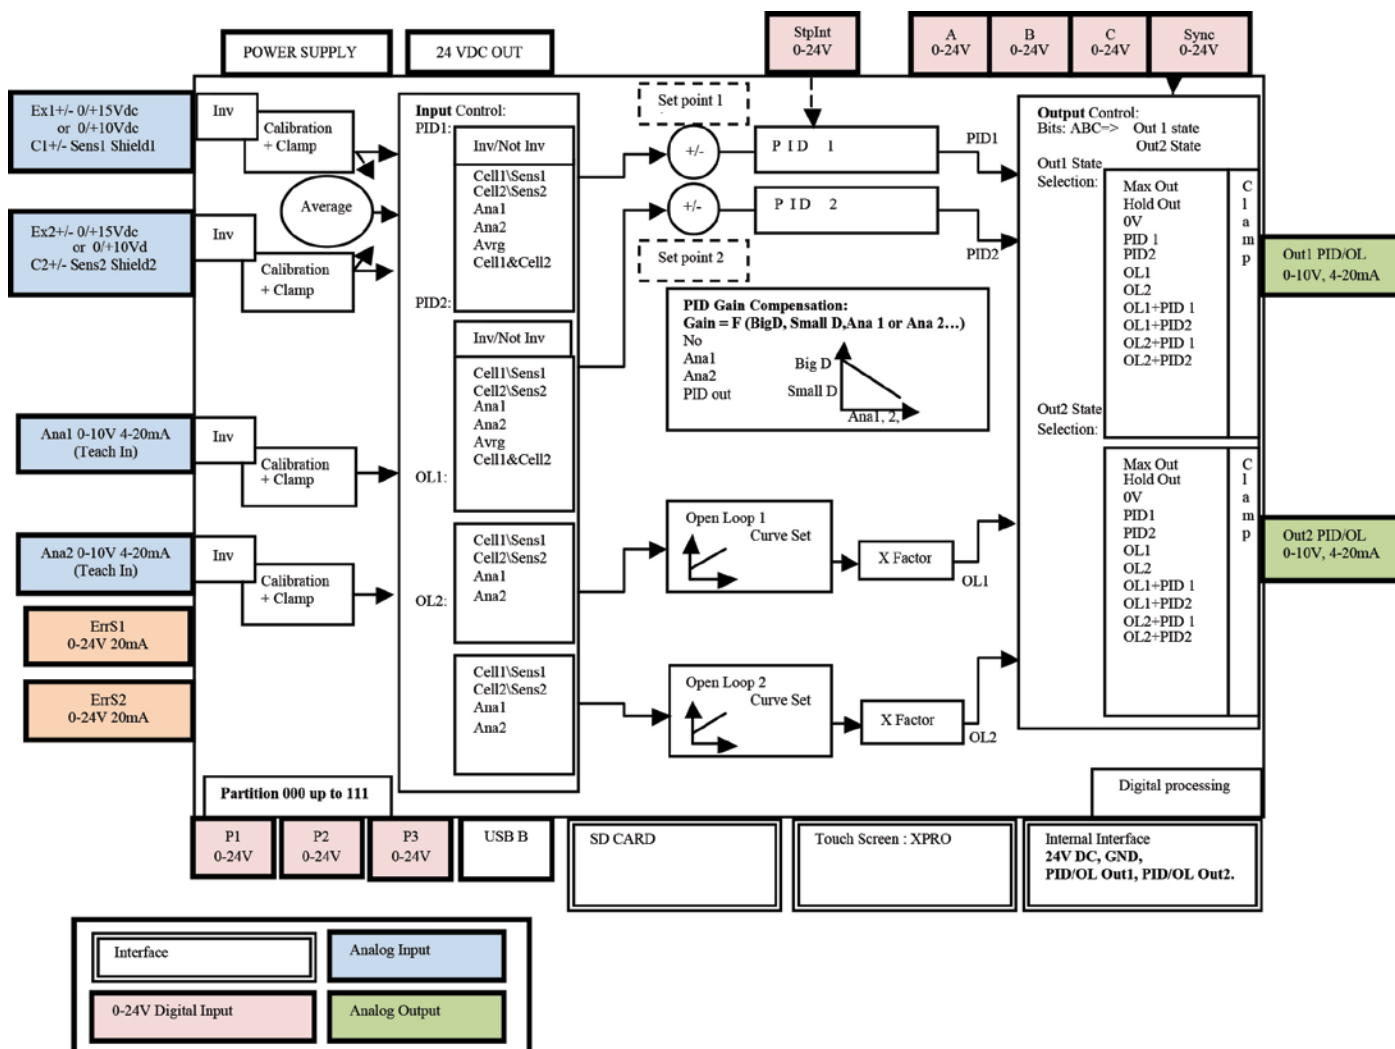 POWER SUPPLY
24 VDC OUT
StpInt
0-24V
A
0-24V
B
0-24V
C
0-24V
Sync
0-24V
Ex1+/- 0/+15Vdc
or 0/+10Vdc
C1+/- Sens1 Shield1
Inv
Calibration
+ Clamp
Average
Ex2+/- 0/+15Vdc
or 0/+10Vd
C2+/- Sens2 Shield2
Inv
Calibration
+ Clamp
Ana1 0-10V 4-20mA
(Teach In)
Inv
Calibration
+ Clamp
Ana2 0-10V 4-20mA
(Teach In)
Inv
Calibration
+ Clamp
ErrS1
0-24V 20mA
ErrS2
0-24V 20mA
Input Control:
PID1:
Inv/Not Inv
Cell1\Sens1
Cell2\Sens2
Ana1
Ana2
Avrg
Cell1&Cell2
PID2:
Inv/Not Inv
Cell1\Sens1
Cell2\Sens2
Ana1
Ana2
Avrg
Cell1&Cell2
OL1:
Cell1\Sens1
Cell2\Sens2
Ana1
Ana2
OL2:
Cell1\Sens1
Cell2\Sens2
Ana1
Ana2
Set point 1
+/-
PID 1
PID1
+/-
PID 2
PID2
Set point 2
PID Gain Compensation:
Gain = F (BigD, Small D,Ana 1 or Ana 2...)
No
Ana1
Ana2
PID out
Big D
Small D
Ana1, 2,
Open Loop 1
Curve Set
X Factor
OL1
Open Loop 2
Curve Set
X Factor
OL2
Output Control:
Bits: ABC=> Out 1 state
Out2 State
Out1 State
Selection:
Max Out
Hold Out
0V
PID 1
PID2
OL1
OL2
OL1+PID 1
OL1+PID2
OL2+PID 1
OL2+PID2
Clamp
Out2 State
Selection:
Max Out
Hold Out
0V
PID1
PID2
OL1
OL2
OL1+PID 1
OL1+PID2
OL2+PID 1
OL2+PID2
Clamp
Out1 PID/OL
0-10V, 4-20mA
Out2 PID/OL
0-10V, 4-20mA
Partition 000 up to 111
Digital processing
P1
0-24V
P2
0-24V
P3
0-24V
USB B
SD CARD
Touch Screen : XPRO
Internal Interface
24V DC, GND,
PID/OL Out1, PID/OL Out2.
Interface
Analog Input
0-24V Digital Input
Analog Output